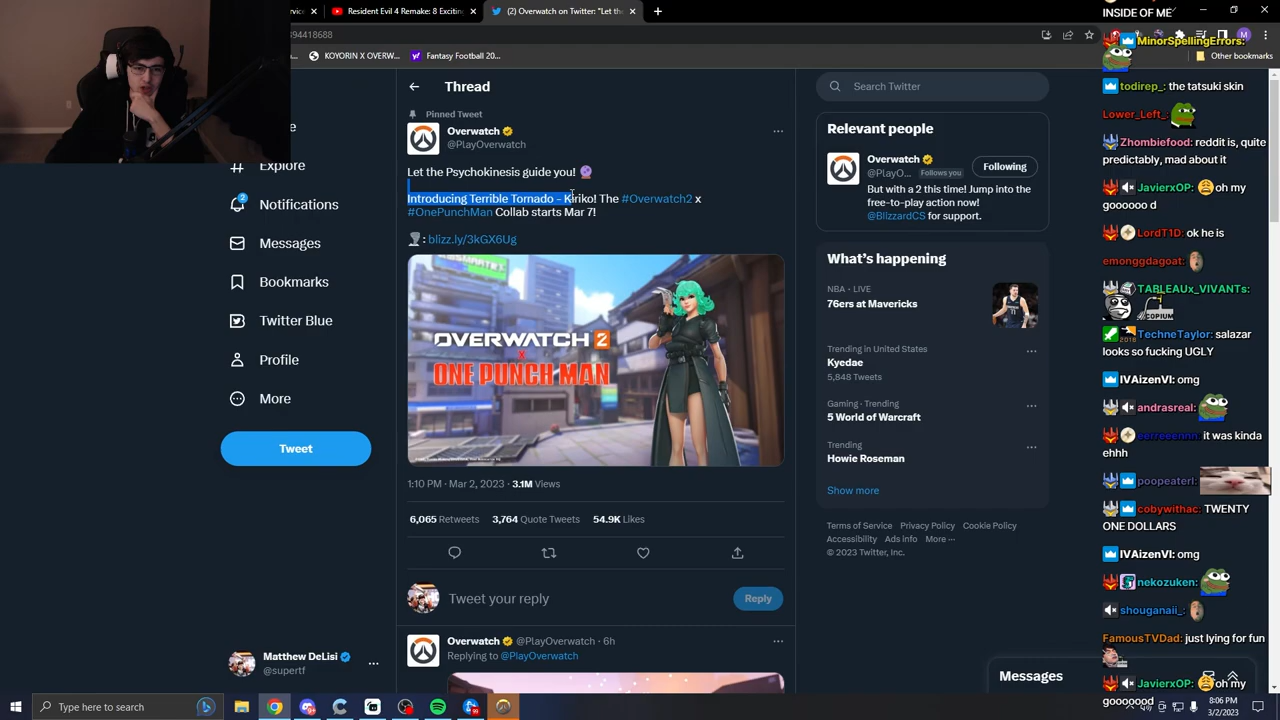 Resident Evil 4 Remake
(2) Overwatch on Twitter: "Let the
94418688
KOYORIN X OVERW...
Fantasy Football 20...
Other bookmarks
Explore
Notifications
2
Messages
Bookmarks
Twitter Blue
Profile
More
Tweet
Matthew DeLisi
@supertf
Thread
Pinned Tweet
Overwatch
@PlayOverwatch
Let the Psychokinesis guide you!
Introducing Terrible Tornado - Kiriko! The #Overwatch2 x
#OnePunchMan Collab starts Mar 7!
: blizz.ly/3kGX6Ug
OVERWATCH 2
X
ONE PUNCH MAN
1:10 PM · Mar 2, 2023 · 3.1M Views
6,065 Retweets 3,764 Quote Tweets 54.9K Likes
Tweet your reply
Reply
Overwatch @PlayOverwatch · 6h
Replying to @PlayOverwatch
Search Twitter
Relevant people
Overwatch
@PlayO... Follows you
Following
But with a 2 this time! Jump into the
free-to-play action now!
@BlizzardCS for support.
What's happening
NBA · LIVE
76ers at Mavericks
Trending in United States
Kyedae
5,848 Tweets
Gaming · Trending
5 World of Warcraft
Trending
Howie Roseman
Show more
Terms of Service Privacy Policy Cookie Policy
Accessibility Ads info More ···
© 2023 Twitter, Inc.
Messages
INSIDE OF ME
MinorSpellingErrors:
todirep_: the tatsuki skin
Lower_Left_:
Zhombiefood: reddit is, quite
predictably, mad about it
JavierxOP: oh my
goooooo d
LordT1D: ok he is
emonggdagoat:
TABLEAUx_VIVANTs:
COPIUM
TechneTaylor: salazar
looks so fucking UGLY
IVAizenVI: omg
andrasreal:
eerreeennn: it was kinda
ehhh
poopeaterl:
cobywithac: TWENTY
ONE DOLLARS
IVAizenVI: omg
nekozuken:
shouganaii_:
FamousTVDad: just lying for fun
JavierxOP: oh my
gooooood
Type here to search
8:06 PM
3/2/2023